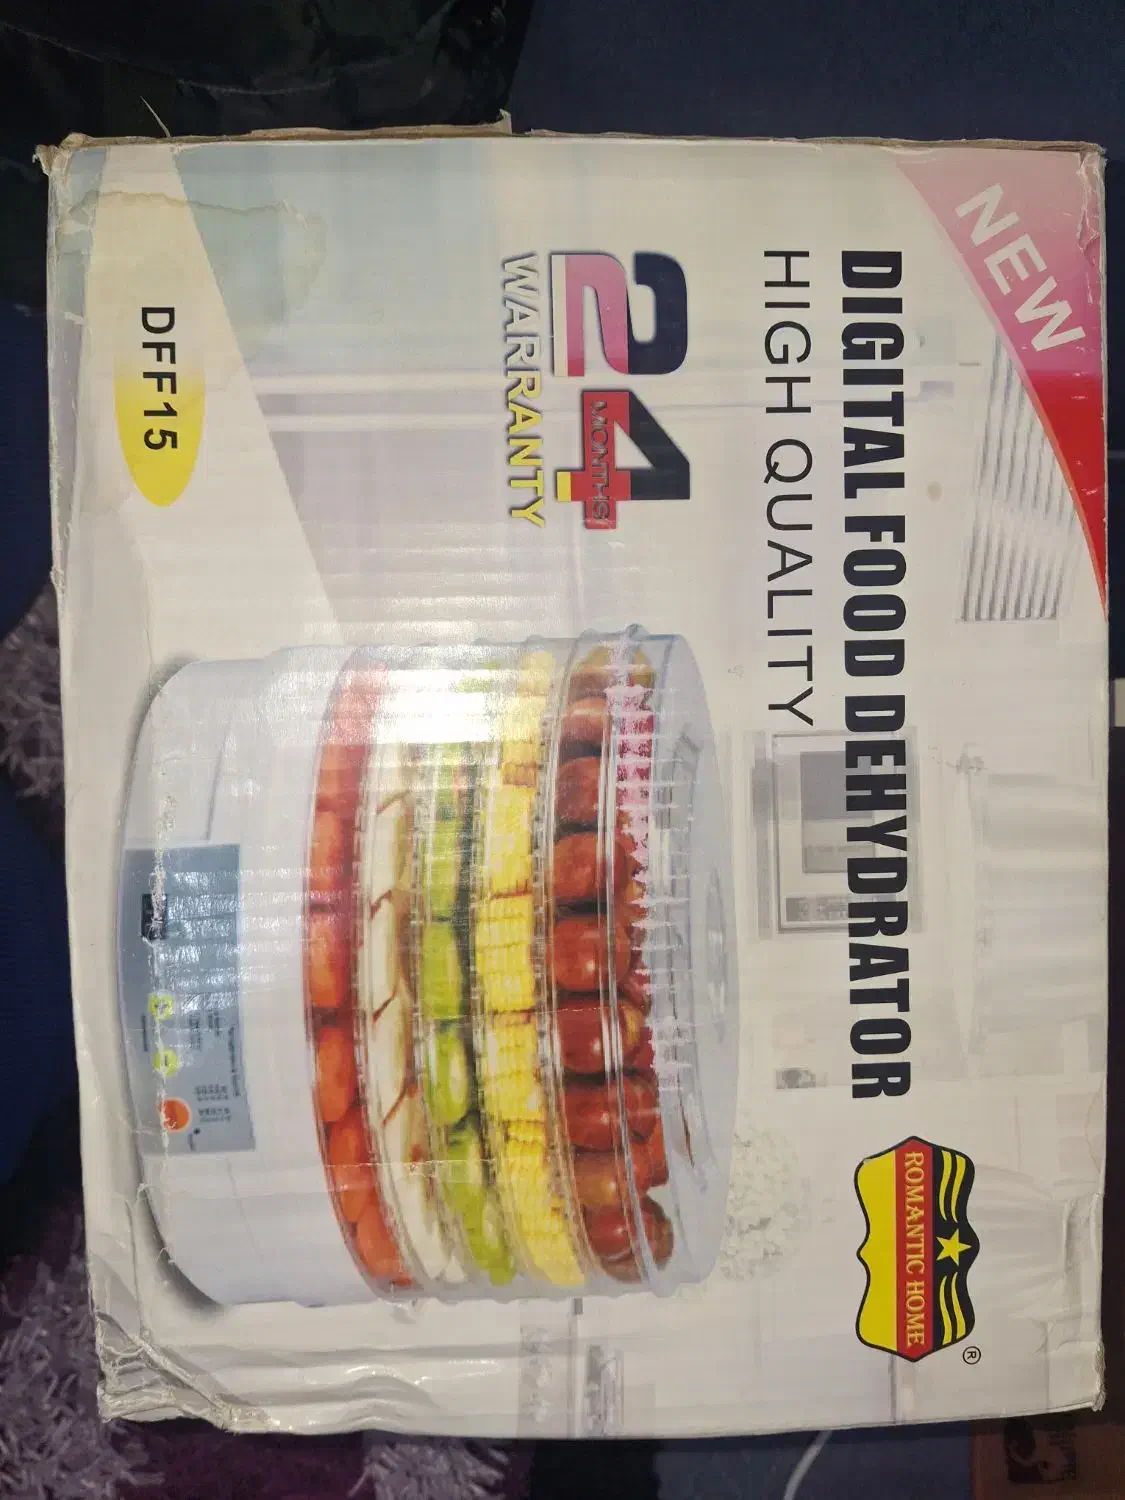 NEW
DIGITAL FOOD DEHYDRATOR
HIGH QUALITY
ROMANTIC HOME
®
24
MONTHS
WARRANTY
DFF15